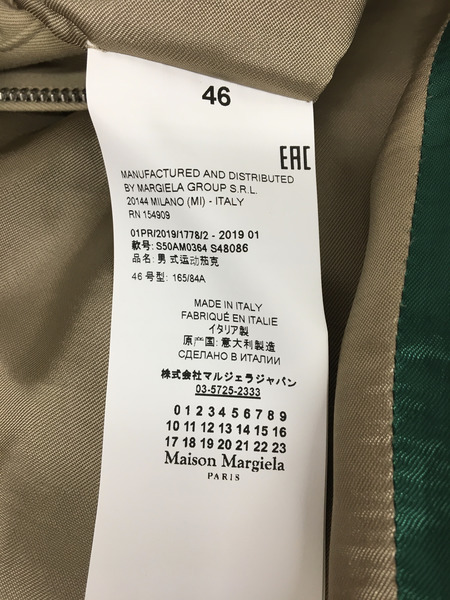 46
EAC
MANUFACTURED AND DISTRIBUTED
BY MARGIELA GROUP S.R.L.
20144 MILANO (MI) - ITALY
RN 154909
01PR/2019/1778/2 - 2019 01
款号: S50AM0364 S48086
品名: 男式运动茄克
46 号型: 165/84A
MADE IN ITALY
FABRIQUÉ EN ITALIE
イタリア製
原产国: 意大利製造
СДЕЛАНО В ИТАЛИИ
株式会社マルジェラジャパン
03-5725-2333
0 1 2 3 4 5 6 7 8 9
10 11 12 13 14 15 16
17 18 19 20 21 22 23
Maison Margiela
PARIS